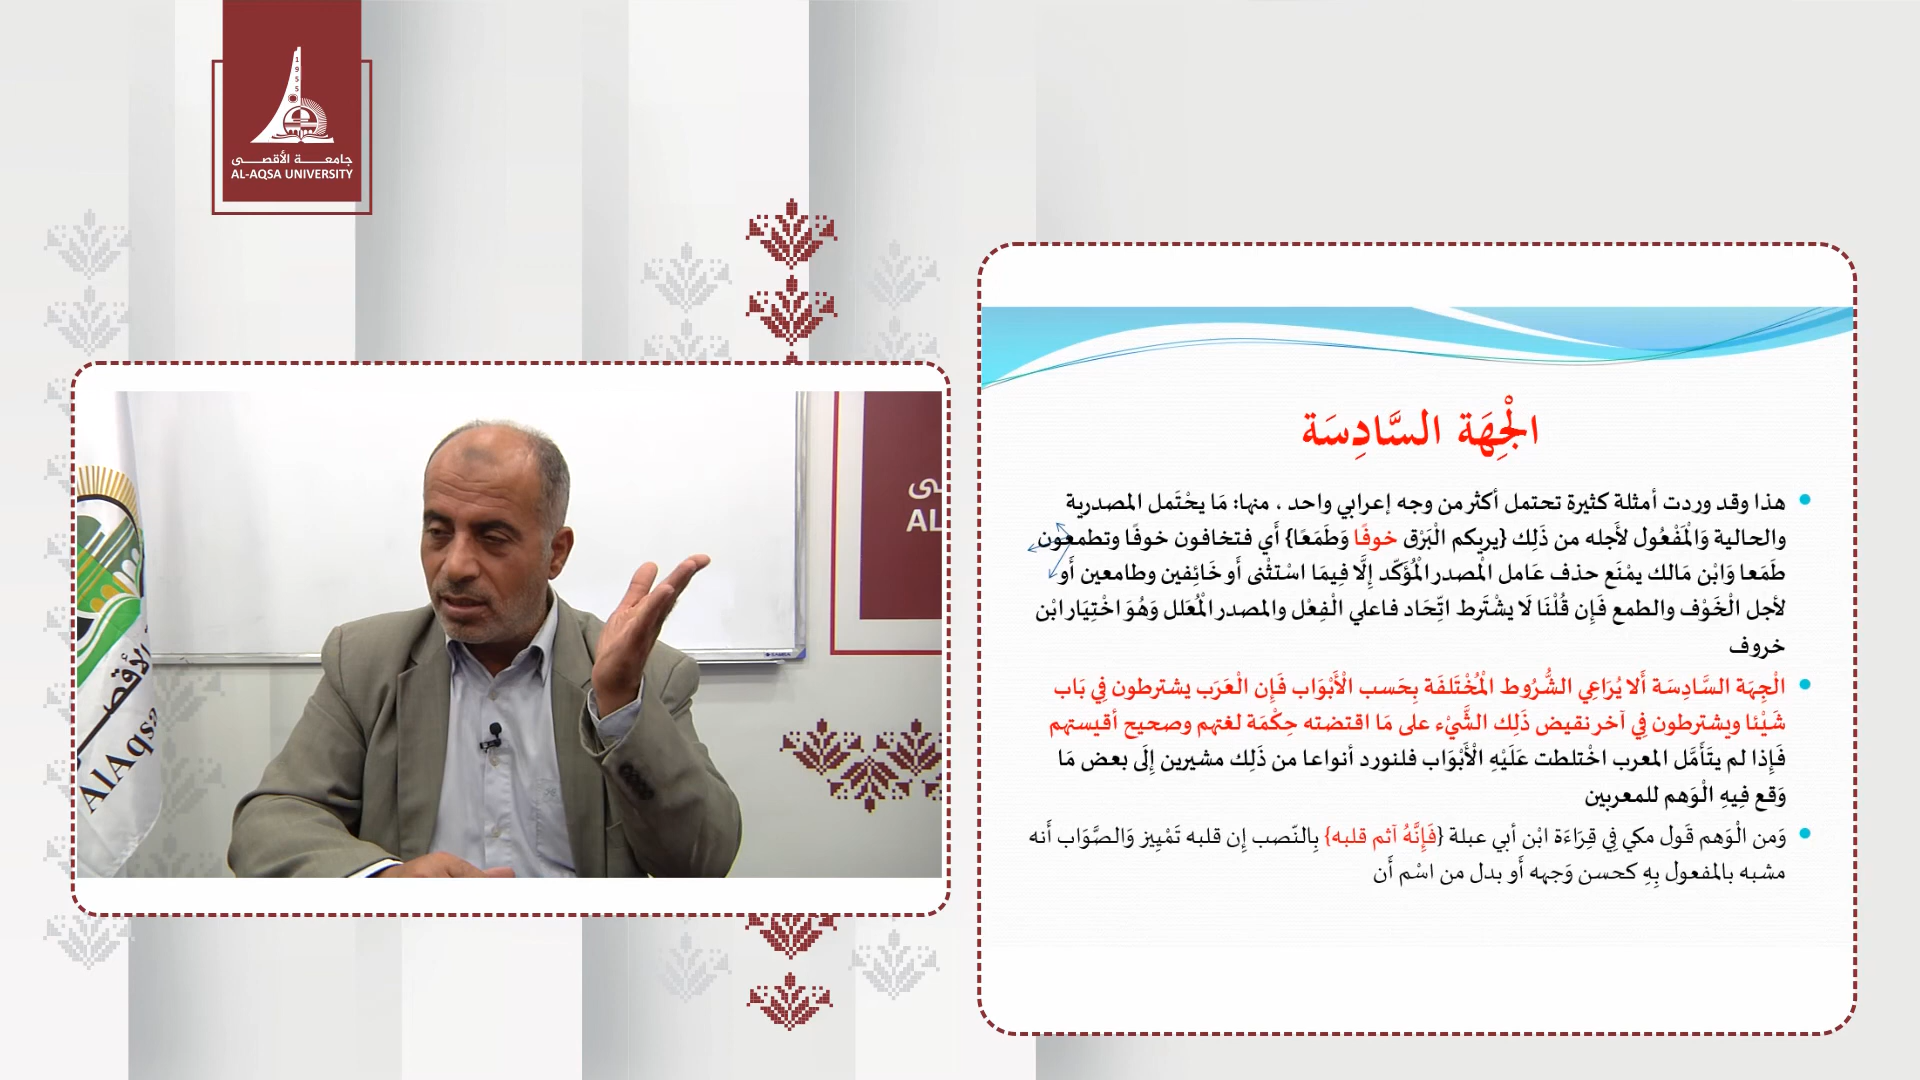 1955
جامعة الأقصى
AL-AQSA UNIVERSITY
الْجِهَة السَّادِسَة
هذا وقد وردت أمثلة كثيرة تحتمل أكثر من وجه إعرابي واحد ، منها: مَا يحْتَمل المصدرية
والحالية وَالْمَفْعُول لأَجله من ذَلِك {يريكم الْبَرْق خوفًا وَطَمَعًا} أَي فتخافون خوفًا وتطمعون
طَمَعا وَابْن مَالك يمْنَع حذف عَامل الْمصدر الْمُؤَكّد إِلَّا فِيمَا اسْتثْنى أَو خَائِفين وطامعين أَو
لأجل الْخَوْف والطمع فَإِن قُلْنَا لَا يشْتَرط اتِّحَاد فاعلي الْفِعْل والمصدر الْمُعَلل وَهُوَ اخْتِيَار ابْن
خروف
الْجِهَة السَّادِسَة أَلا يُرَاعِي الشُّرُوط الْمُخْتَلفَة بِحَسب الْأَبْوَاب فَإِن الْعَرَب يشترطون فِي بَاب
شَيْئا ويشترطون فِي آخر نقيض ذَلِك الشَّيْء على مَا اقتضته حِكْمَة لغتهم وصحيح أقيستهم
فَإِذا لم يتَأَمَّل المعرب اخْتلطت عَلَيْهِ الْأَبْوَاب فلنورد أنواعا من ذَلِك مشيرين إِلَى بعض مَا
وَقع فِيهِ الْوَهم للمعربين
وَمن الْوَهم قَول مكي فِي قِرَاءَة ابْن أبي عبلة {فَإِنَّهُ آثم قلبه} بِالنّصب إِن قلبه تَمْيِيز وَالصَّوَاب أَنه
مشبه بالمفعول بِهِ كحسن وَجهه أَو بدل من اسْم أَن
ى
AL
الأقصى
AlAqsa